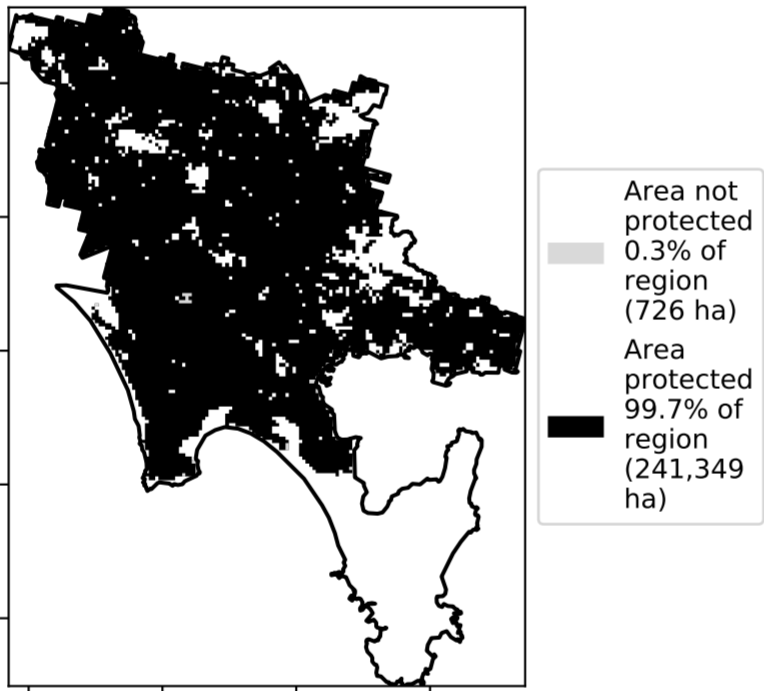 Area not
protected
0.3% of
region
(726 ha)
Area
protected
99.7% of
region
(241,349
ha)